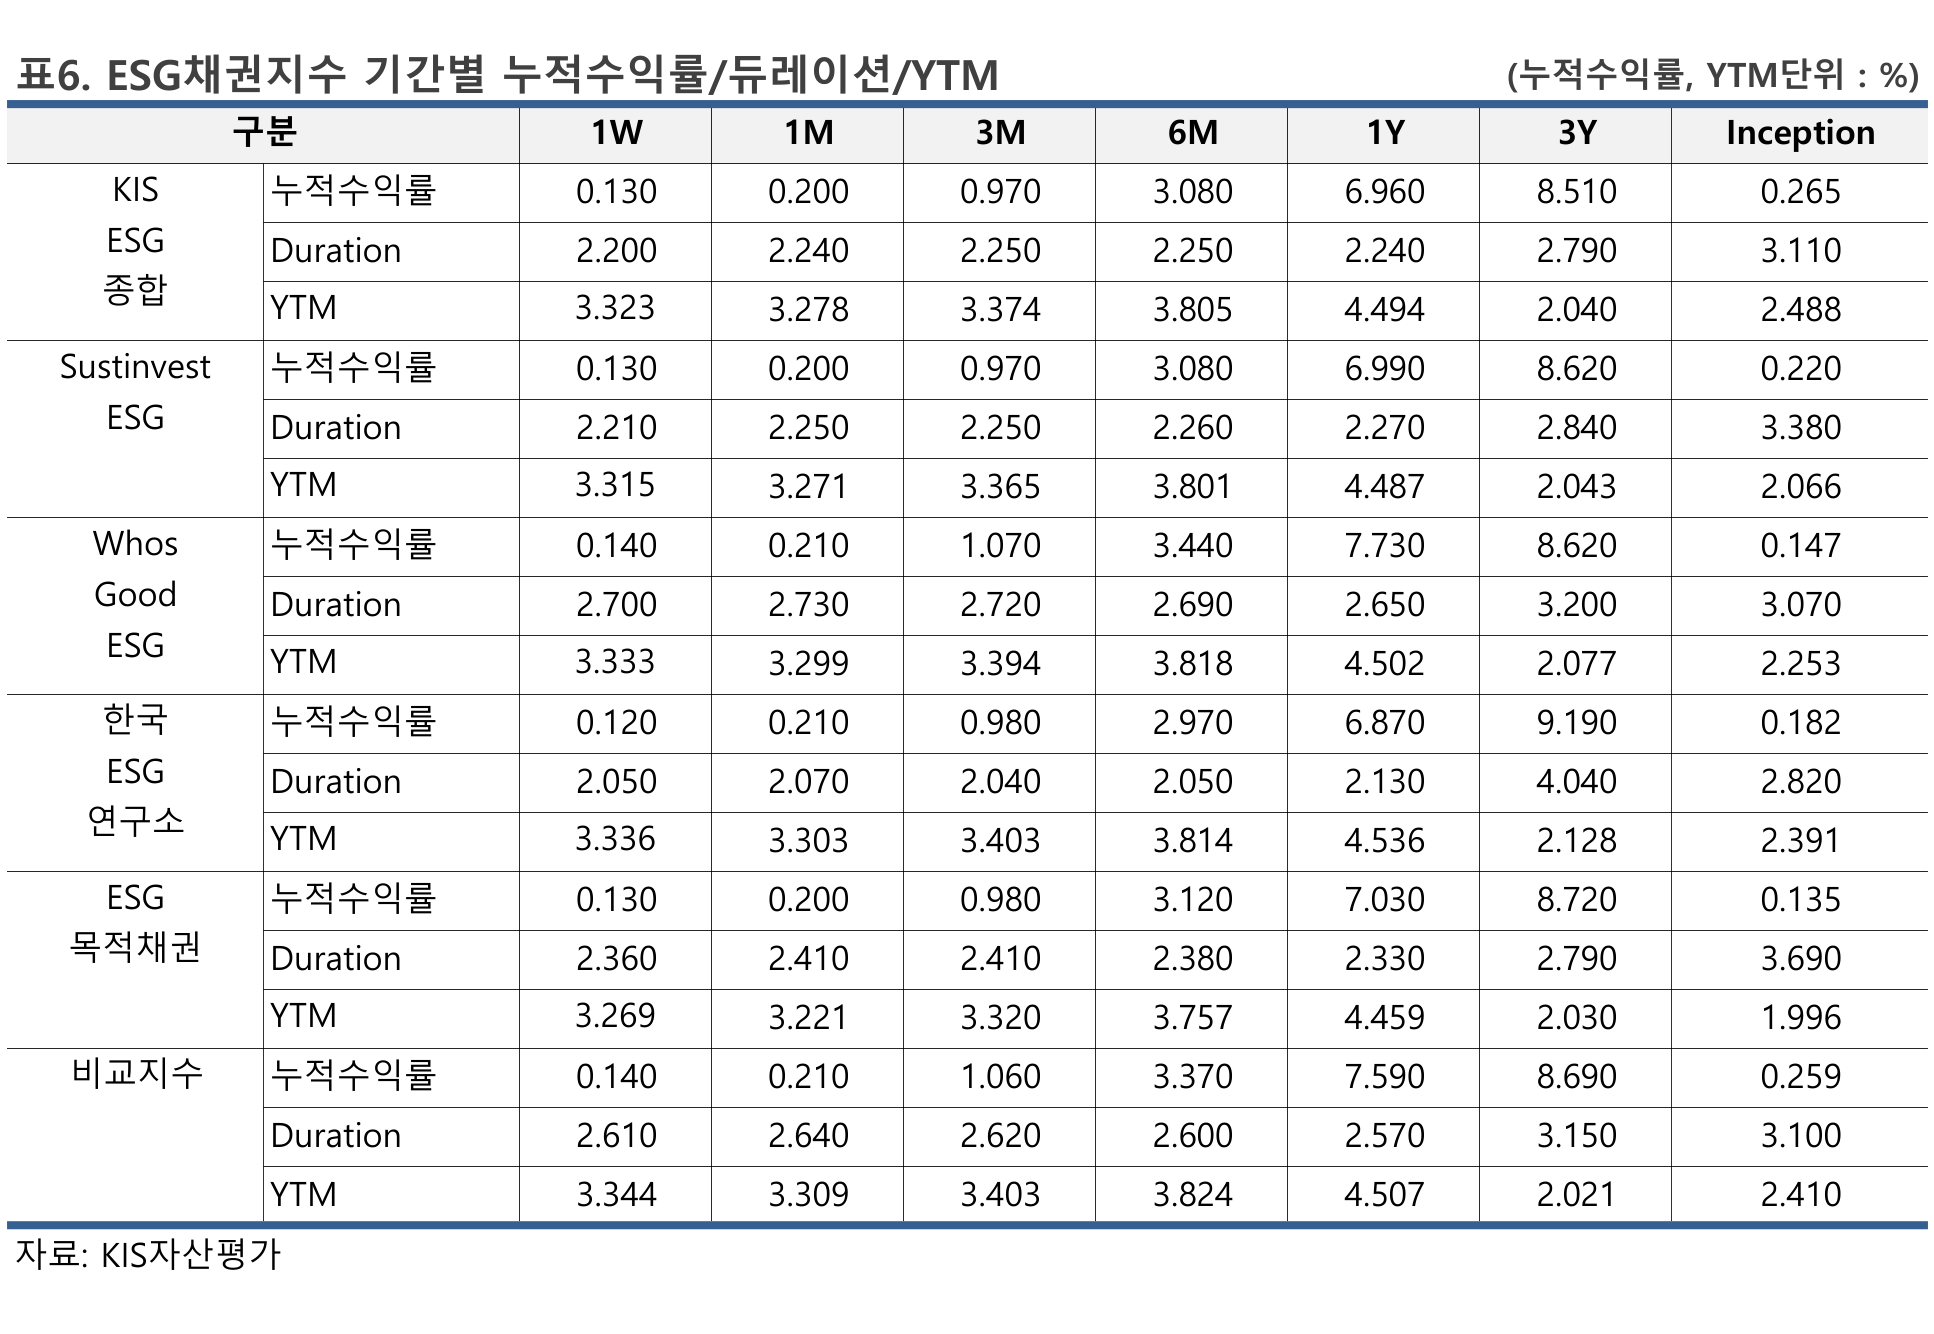 표6. ESG채권지수 기간별 누적수익률/듀레이션/YTM (누적수익률, YTM단위 : %)
구분 1W 1M 3M 6M 1Y 3Y Inception
KIS ESG 종합 누적수익률 0.130 0.200 0.970 3.080 6.960 8.510 0.265
Duration 2.200 2.240 2.250 2.250 2.240 2.790 3.110
YTM 3.323 3.278 3.374 3.805 4.494 2.040 2.488
Sustinvest ESG 누적수익률 0.130 0.200 0.970 3.080 6.990 8.620 0.220
Duration 2.210 2.250 2.250 2.260 2.270 2.840 3.380
YTM 3.315 3.271 3.365 3.801 4.487 2.043 2.066
Whos Good ESG 누적수익률 0.140 0.210 1.070 3.440 7.730 8.620 0.147
Duration 2.700 2.730 2.720 2.690 2.650 3.200 3.070
YTM 3.333 3.299 3.394 3.818 4.502 2.077 2.253
한국 ESG 연구소 누적수익률 0.120 0.210 0.980 2.970 6.870 9.190 0.182
Duration 2.050 2.070 2.040 2.050 2.130 4.040 2.820
YTM 3.336 3.303 3.403 3.814 4.536 2.128 2.391
ESG 목적채권 누적수익률 0.130 0.200 0.980 3.120 7.030 8.720 0.135
Duration 2.360 2.410 2.410 2.380 2.330 2.790 3.690
YTM 3.269 3.221 3.320 3.757 4.459 2.030 1.996
비교지수 누적수익률 0.140 0.210 1.060 3.370 7.590 8.690 0.259
Duration 2.610 2.640 2.620 2.600 2.570 3.150 3.100
YTM 3.344 3.309 3.403 3.824 4.507 2.021 2.410
자료: KIS자산평가